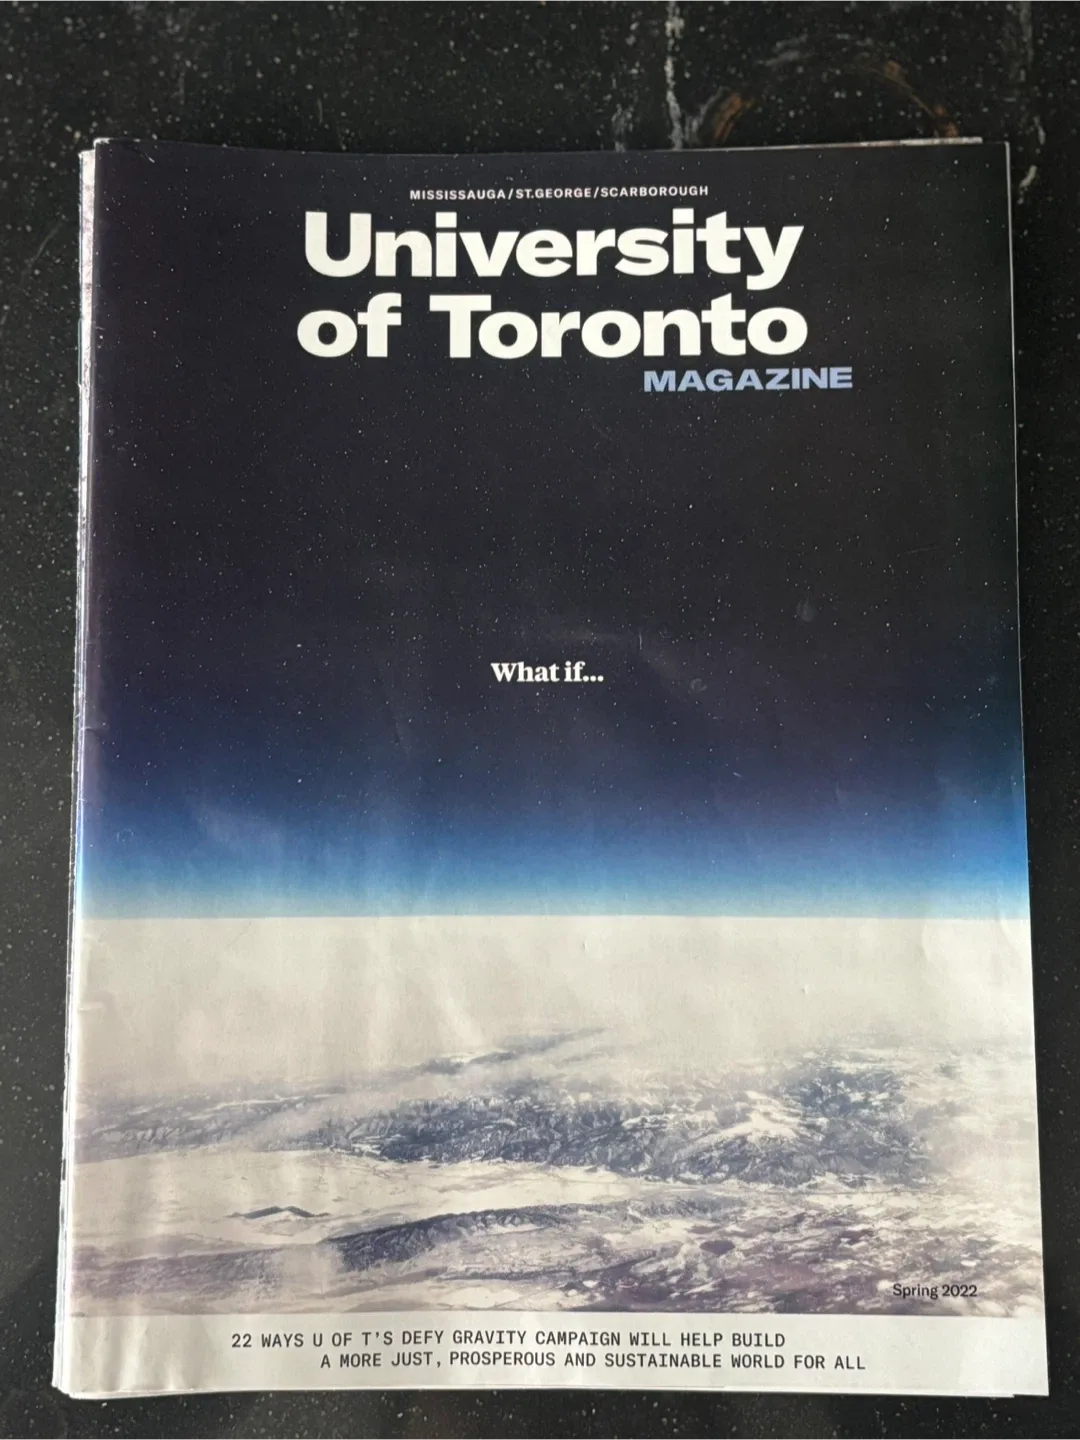 MISSISSAUGA/ST.GEORGE/SCARBOROUGH
University
of Toronto
MAGAZINE
What if...
Spring 2022
22 WAYS U OF T'S DEFY GRAVITY CAMPAIGN WILL HELP BUILD
A MORE JUST, PROSPEROUS AND SUSTAINABLE WORLD FOR ALL